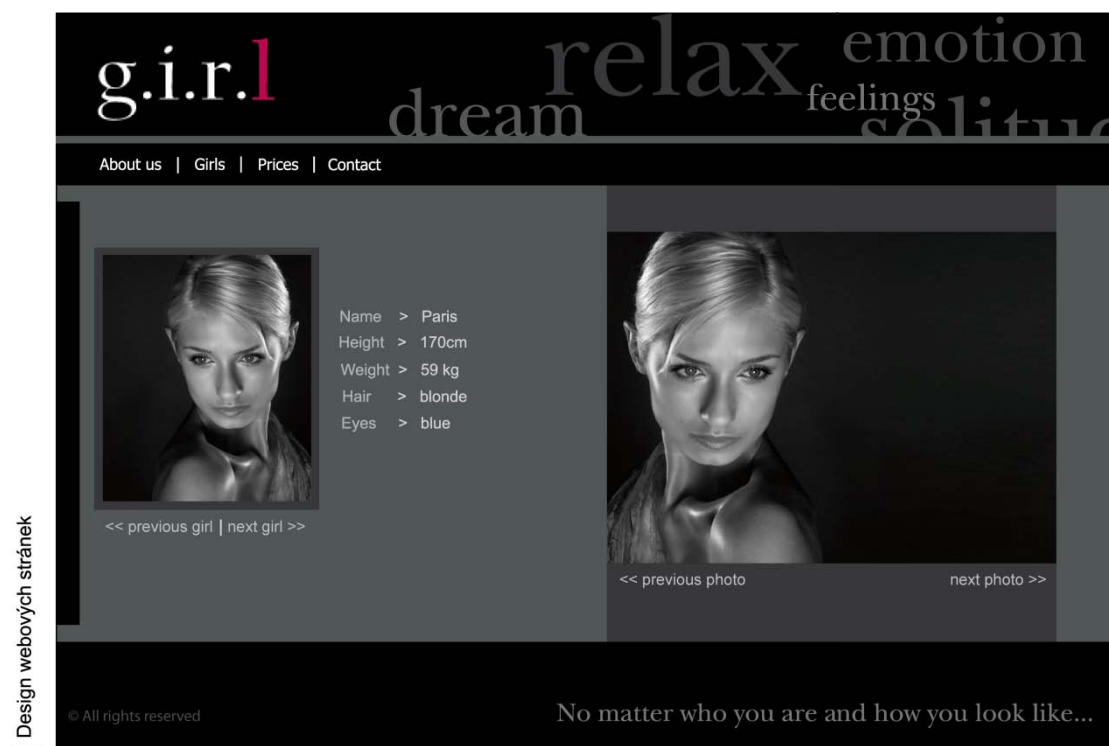 g.i.r.l
relax
emotion
feelings
dream
About us | Girls | Prices | Contact
Name > Paris
Height > 170cm
Weight > 59 kg
Hair > blonde
Eyes > blue
<< previous girl | next girl >>
<< previous photo next photo >>
© All rights reserved
No matter who you are and how you look like...
Design webových stránek